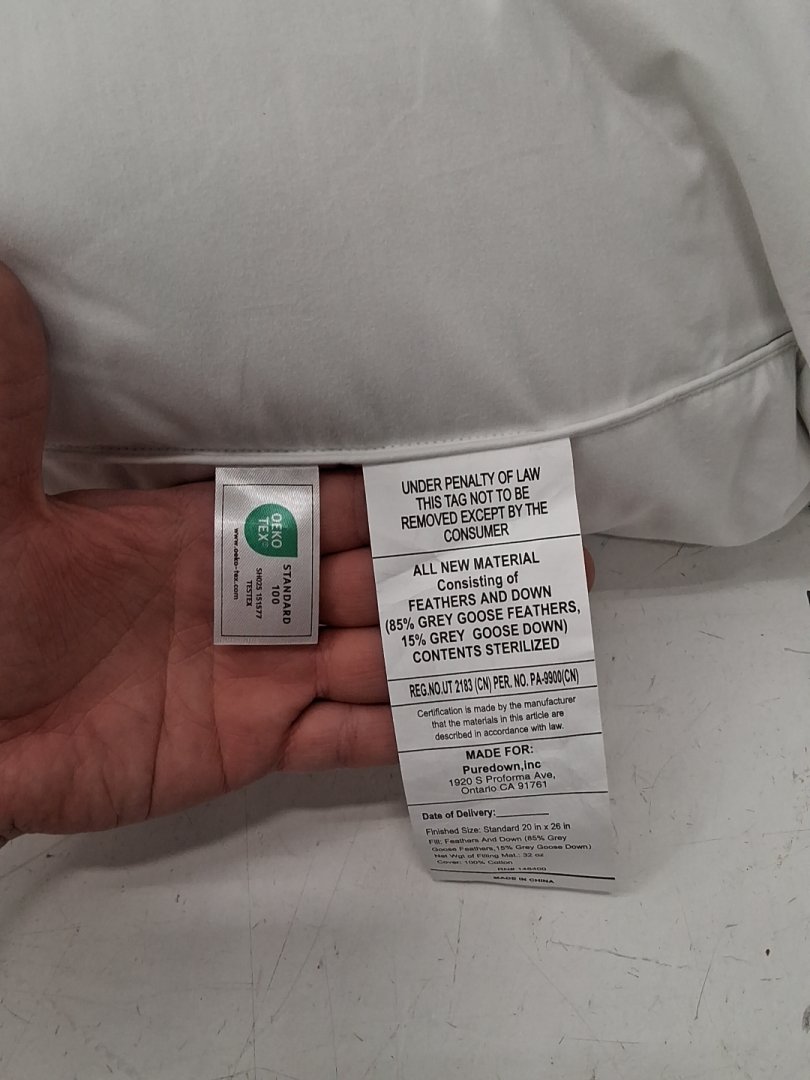 OEKO
TEX®
STANDARD
100
SH025 151577
TESTEX
www.oeko-tex.com
UNDER PENALTY OF LAW
THIS TAG NOT TO BE
REMOVED EXCEPT BY THE
CONSUMER
ALL NEW MATERIAL
Consisting of
FEATHERS AND DOWN
(85% GREY GOOSE FEATHERS,
15% GREY GOOSE DOWN)
CONTENTS STERILIZED
REG.NO.UT 2183 (CN) PER. NO. PA-9900(CN)
Certification is made by the manufacturer
that the materials in this article are
described in accordance with law.
MADE FOR:
Puredown,inc
1920 S Proforma Ave,
Ontario CA 91761
Date of Delivery:
Finished Size: Standard 20 in x 26 in
Fill: Feathers And Down (85% Grey
Goose Feathers,15% Grey Goose Down)
Net Wgt of Filling Mat.: 32 oz
Cover: 100% Cotton
MADE IN CHINA